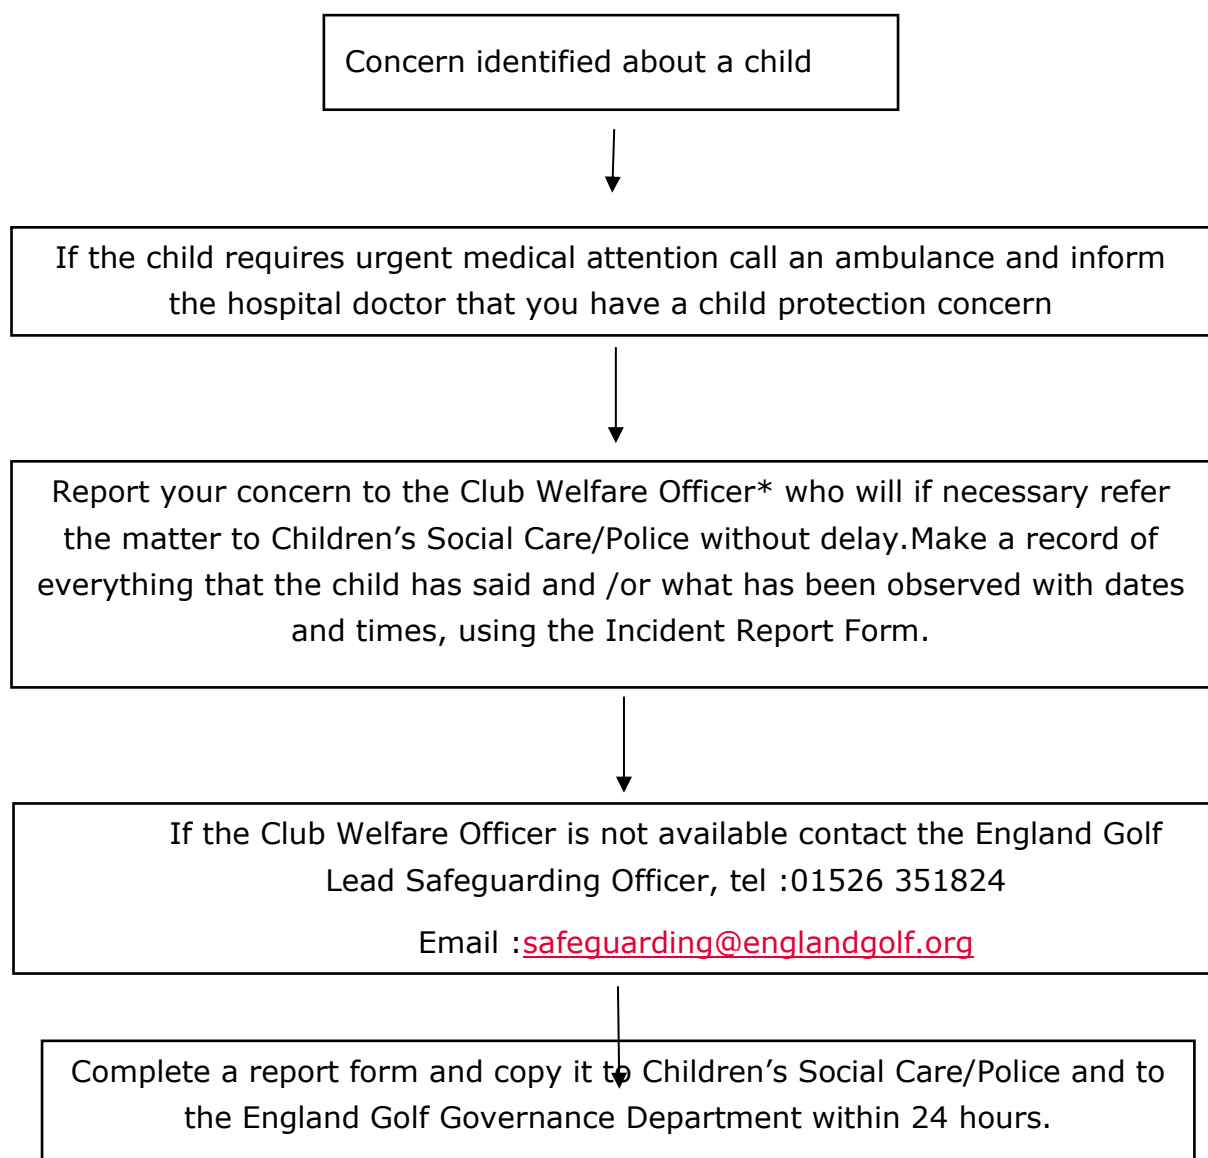 Concern identified about a child
If the child requires urgent medical attention call an ambulance and inform
the hospital doctor that you have a child protection concern
Report your concern to the Club Welfare Officer* who will if necessary refer
the matter to Children’s Social Care/Police without delay.Make a record of
everything that the child has said and /or what has been observed with dates
and times, using the Incident Report Form.
If the Club Welfare Officer is not available contact the England Golf
Lead Safeguarding Officer, tel :01526 351824
Email :safeguarding@englandgolf.org
Complete a report form and copy it to Children’s Social Care/Police and to
the England Golf Governance Department within 24 hours.